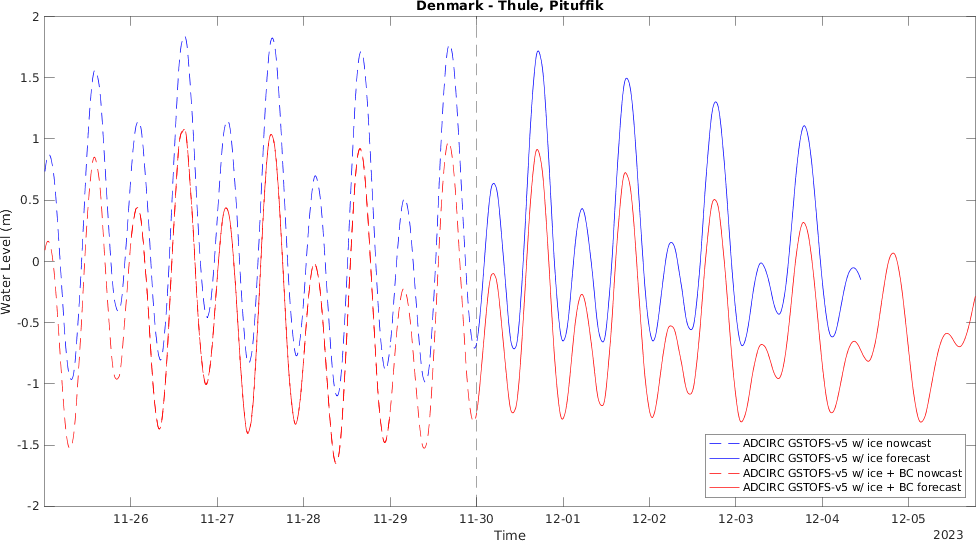 Denmark - Thule, Pituffik
2
1.5
1
0.5
0
-0.5
-1
-1.5
-2
Water Level (m)
ADCIRC GSTOFS-v5 w/ ice nowcast
ADCIRC GSTOFS-v5 w/ ice forecast
ADCIRC GSTOFS-v5 w/ ice + BC nowcast
ADCIRC GSTOFS-v5 w/ ice + BC forecast
11-26 11-27 11-28 11-29 11-30 12-01 12-02 12-03 12-04 12-05
Time
2023